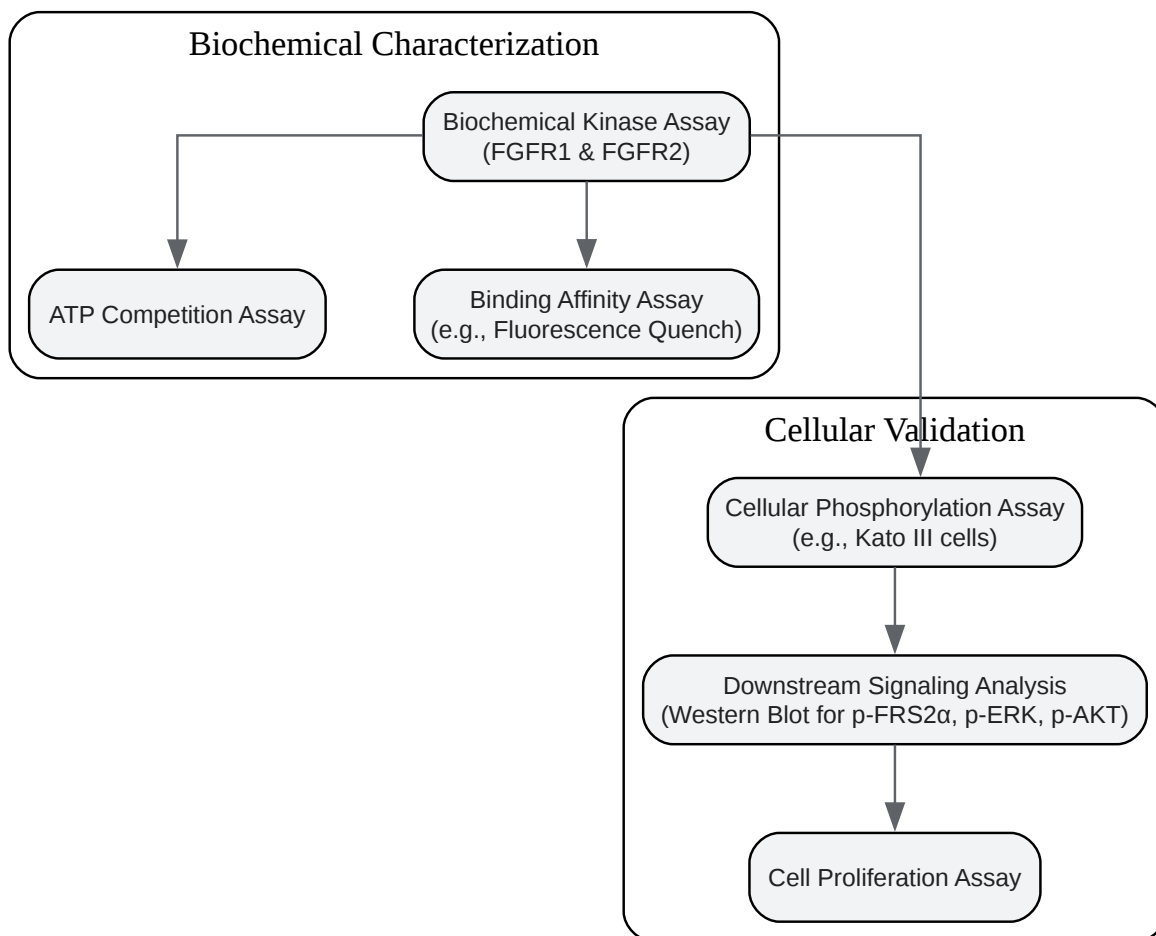 Biochemical Characterization
Biochemical Kinase Assay
(FGFR1 & FGFR2)
ATP Competition Assay
Binding Affinity Assay
(e.g., Fluorescence Quench)
Cellular Validation
Cellular Phosphorylation Assay
(e.g., Kato III cells)
Downstream Signaling Analysis
(Western Blot for p-FRS2α, p-ERK, p-AKT)
Cell Proliferation Assay